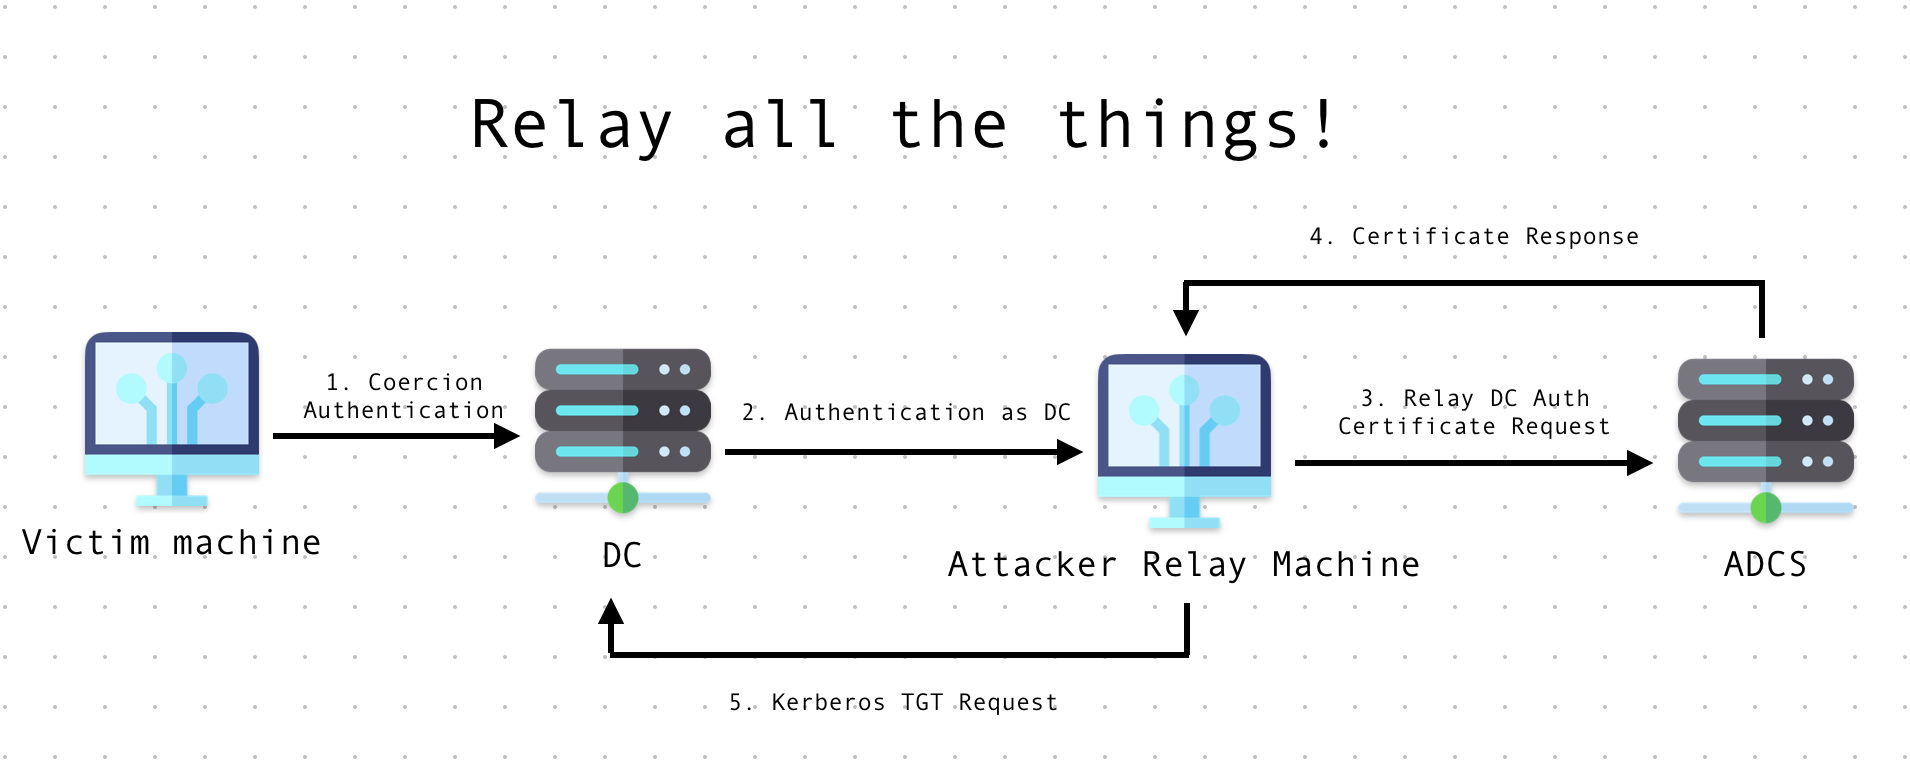 Relay all the things!
4. Certificate Response
1. Coercion
Authentication
2. Authentication as DC
3. Relay DC Auth
Certificate Request
Victim machine
DC
Attacker Relay Machine
ADCS
5. Kerberos TGT Request